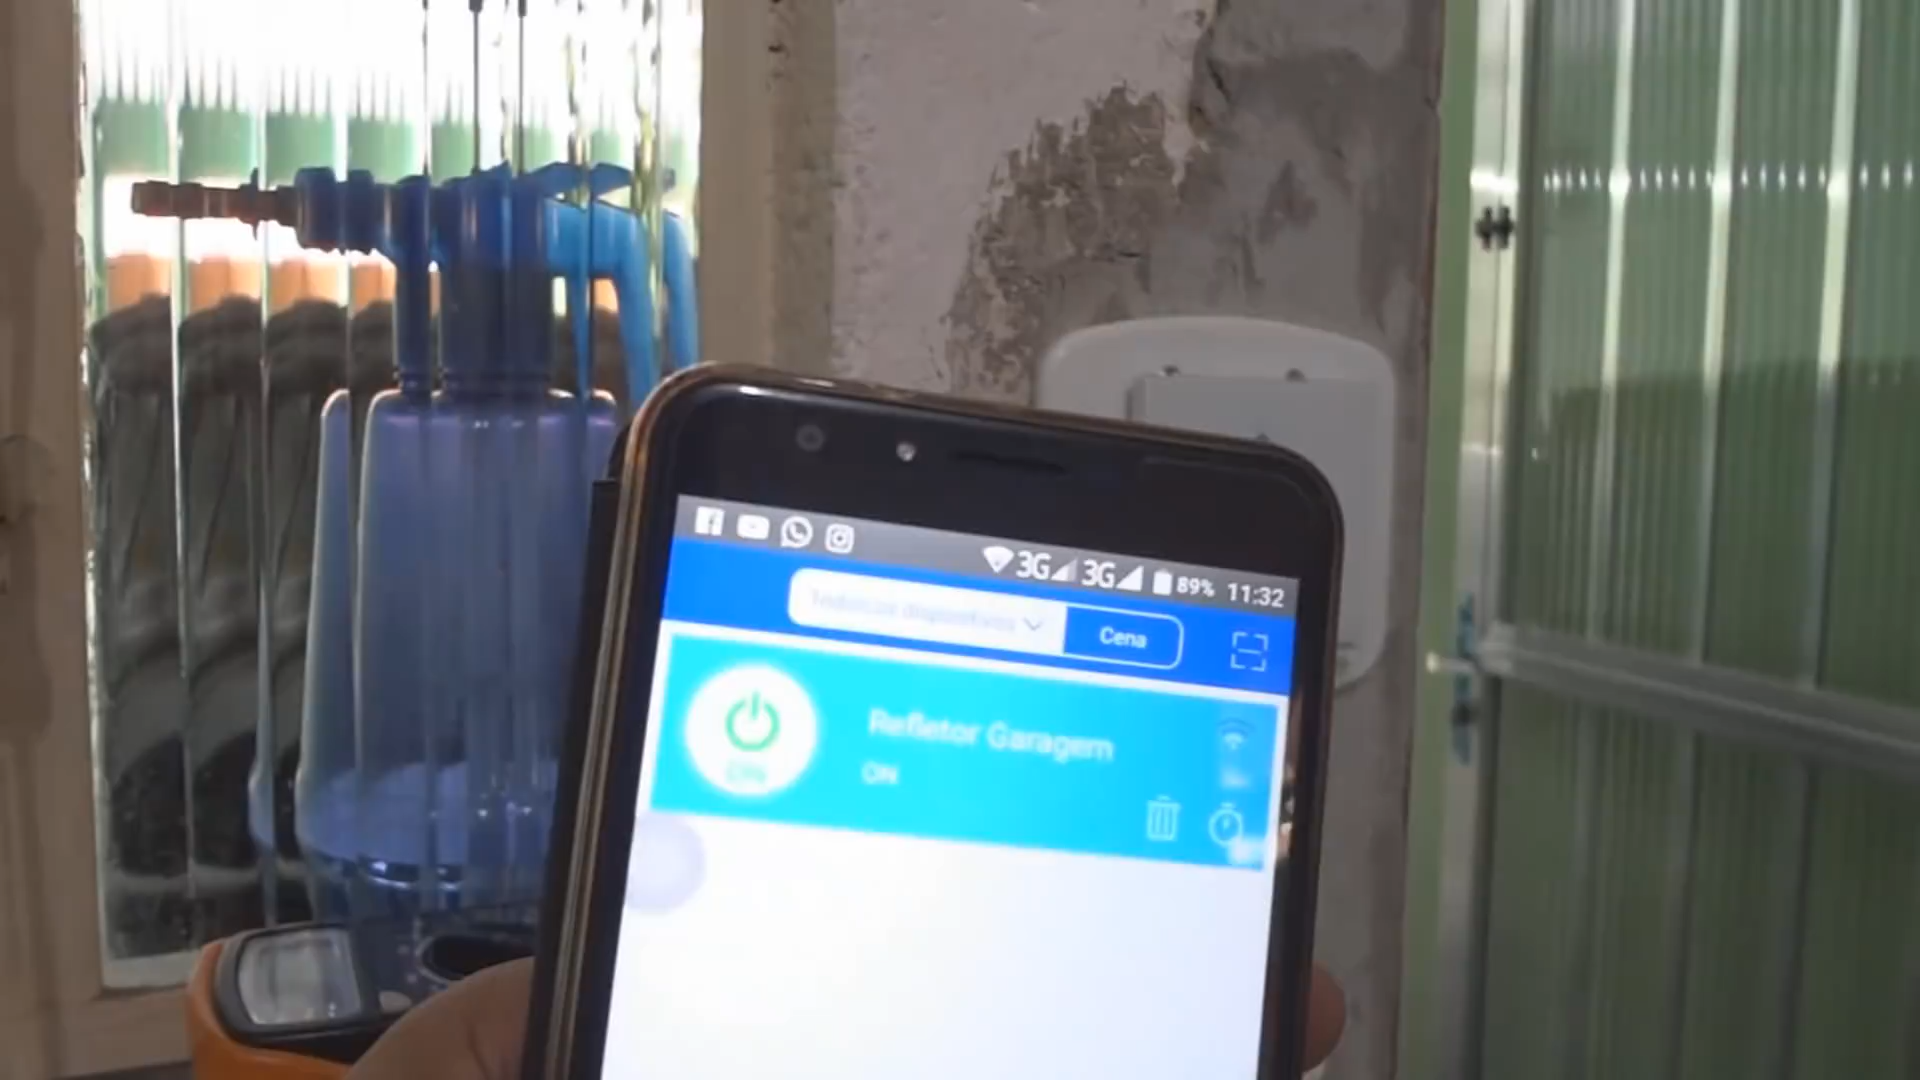 3G 3G 89% 11:32
Cena
Refletor Garagem
ON
ON